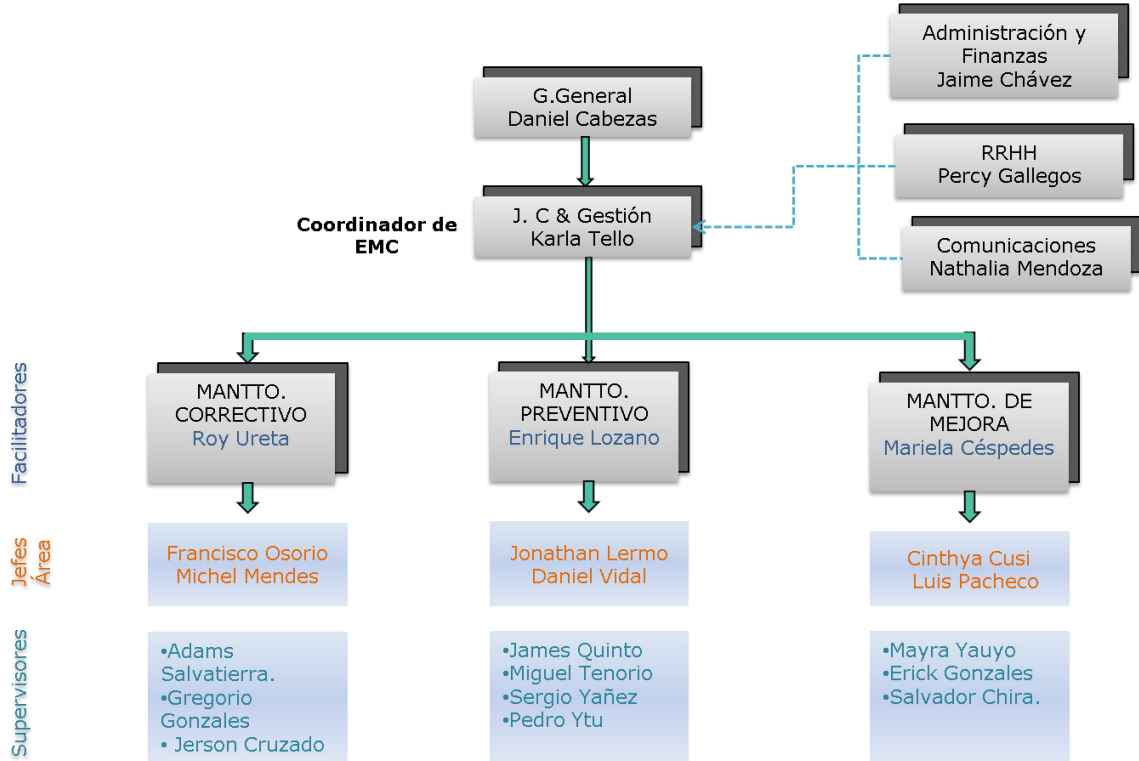 Administración y
Finanzas
Jaime Chávez
G.General
Daniel Cabezas
RRHH
Percy Gallegos
Coordinador de
EMC
J. C & Gestión
Karla Tello
Comunicaciones
Nathalia Mendoza
Facilitadores
MANTTO.
CORRECTIVO
Roy Ureta
MANTTO.
PREVENTIVO
Enrique Lozano
MANTTO. DE
MEJORA
Mariela Céspedes
Jefes
Área
Francisco Osorio
Michel Mendes
Jonathan Lermo
Daniel Vidal
Cinthya Cusi
Luis Pacheco
Supervisores
•Adams
Salvatierra.
•Gregorio
Gonzales
• Jerson Cruzado
•James Quinto
•Miguel Tenorio
•Sergio Yañez
•Pedro Ytu
•Mayra Yauyo
•Erick Gonzales
•Salvador Chira.